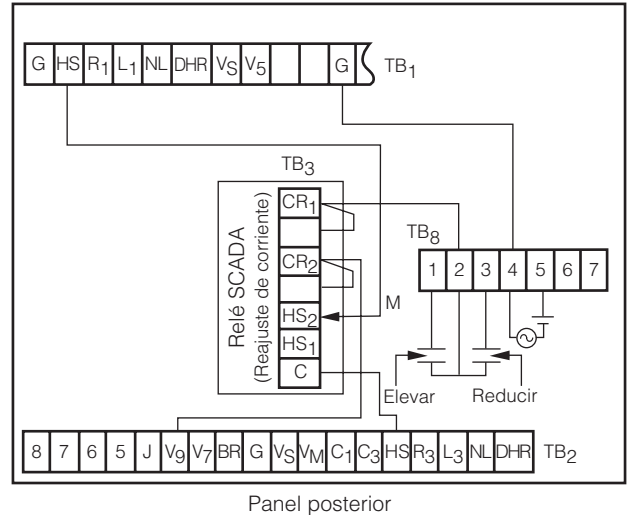 G HS R1 L1 NL DHR VS V5 G TB1
TB3
Relé SCADA
(Reajuste de corriente)
CR1
CR2
HS2
HS1
C
M
TB8
1 2 3 4 5 6 7
Elevar Reducir
8 7 6 5 J V9 V7 BR G VS VM C1 C3 HS R3 L3 NL DHR TB2
Panel posterior